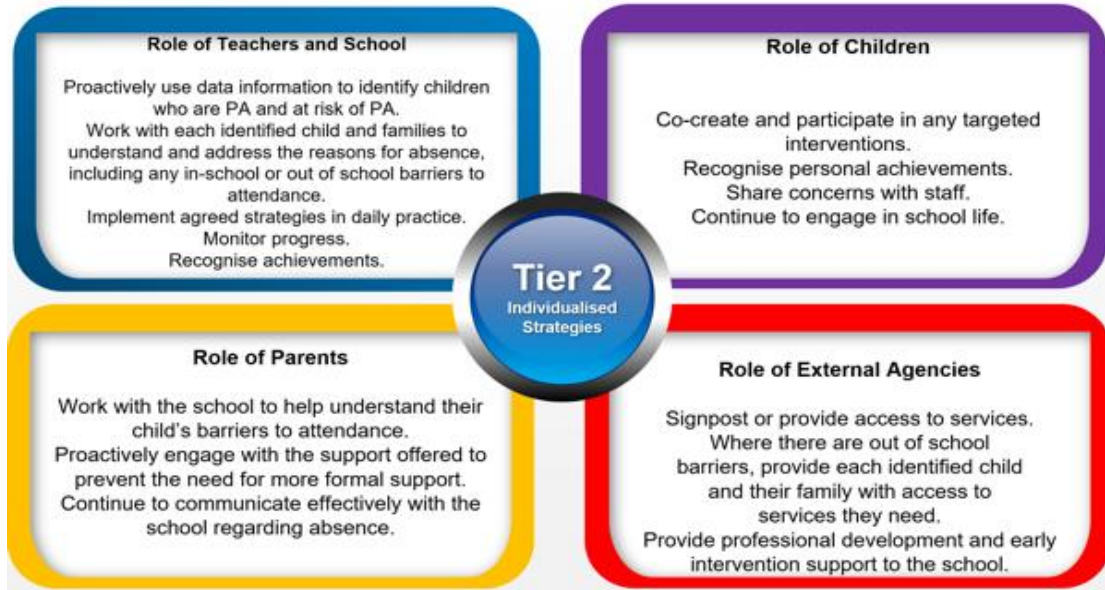 Role of Teachers and School
Proactively use data information to identify children
who are PA and at risk of PA.
Work with each identified child and families to
understand and address the reasons for absence,
including any in-school or out of school barriers to
attendance.
Implement agreed strategies in daily practice.
Monitor progress.
Recognise achievements.
Role of Children
Co-create and participate in any targeted
interventions.
Recognise personal achievements.
Share concerns with staff.
Continue to engage in school life.
Tier 2
Individualised
Strategies
Role of Parents
Work with the school to help understand their
child's barriers to attendance.
Proactively engage with the support offered to
prevent the need for more formal support.
Continue to communicate effectively with the
school regarding absence.
Role of External Agencies
Signpost or provide access to services.
Where there are out of school
barriers, provide each identified child
and their family with access to
services they need.
Provide professional development and early
intervention support to the school.